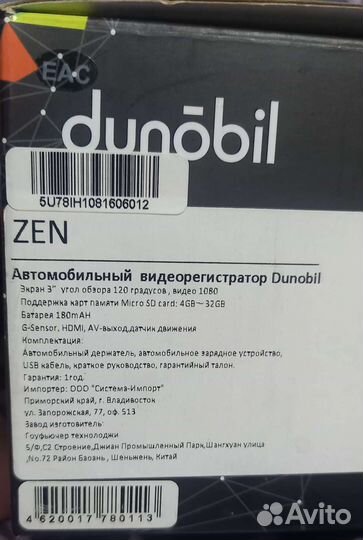 EAC
dunōbil
5U78IH1081606012
ZEN
Автомобильный видеорегистратор Dunobil
Экран 3" угол обзора 120 градусов, видео 1080
Поддержка карт памяти Micro SD card: 4GB~32GB
Батарея 180mAH
G-Sensor, HDMI, AV-выход,датчик движения
Комплектация:
Автомобильный держатель, автомобильное зарядное устройство,
USB кабель, краткое руководство, гарантийный талон.
Гарантия: 1год.
Импортер: ООО "Система-Импорт"
Приморский край, г. Владивосток
ул. Запорожская, 77, оф. 513
Завод изготовитель:
Гоуфыючер технолоджи
5/Ф,С2 Строение,Джиан Промышленный Парк,Шангхуан улица
,No.72 Район Баоань , Шеньжень, Китай
4 620017 780113
Avito